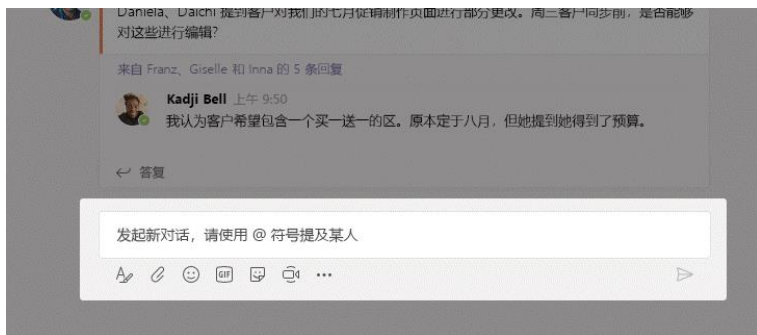 Daniela、Daichi 提到客户对我们的七月促销制作页面进行部分更改。周三客户同步前，是否能够
对这些进行编辑?
来自 Franz、Giselle 和 Inna 的 5 条回复
Kadji Bell 上午 9:50
我认为客户希望包含一个买一送一的区。原本定于八月，但她提到她得到了预算。
答复
发起新对话，请使用 @ 符号提及某人
GIF